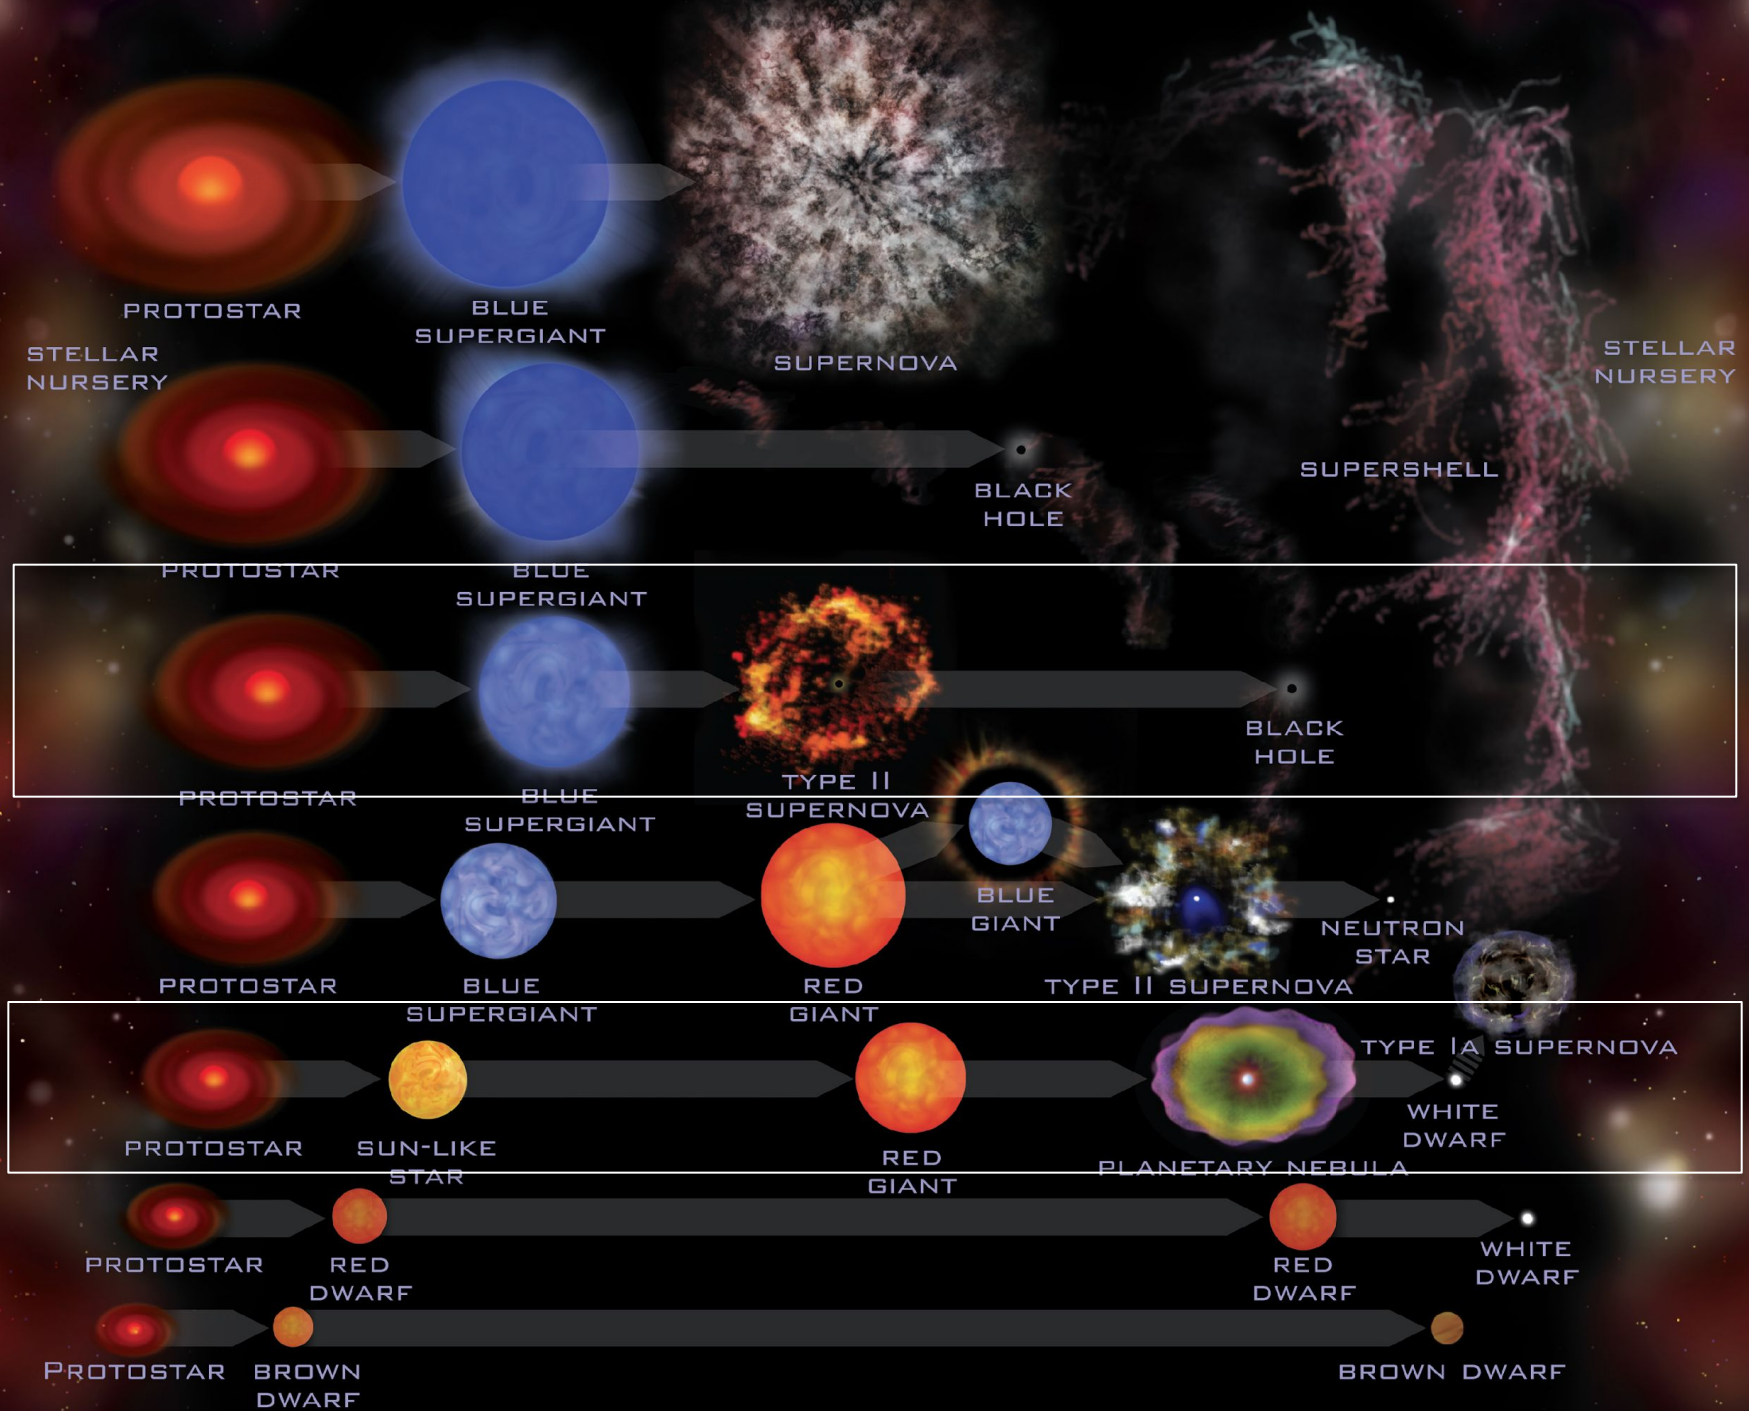 PROTOSTAR
BLUE
SUPERGIANT
SUPERNOVA
STELLAR
NURSERY
STELLAR
NURSERY
SUPERSHELL
BLACK
HOLE
PROTOSTAR
BLUE
SUPERGIANT
BLACK
HOLE
PROTOSTAR
BLUE
SUPERGIANT
TYPE II
SUPERNOVA
BLUE
GIANT
NEUTRON
STAR
PROTOSTAR
BLUE
SUPERGIANT
RED
GIANT
TYPE II SUPERNOVA
TYPE IA SUPERNOVA
WHITE
DWARF
PROTOSTAR
SUN-LIKE
STAR
RED
GIANT
PLANETARY NEBULA
PROTOSTAR
RED
DWARF
RED
DWARF
WHITE
DWARF
PROTOSTAR
BROWN
DWARF
BROWN DWARF